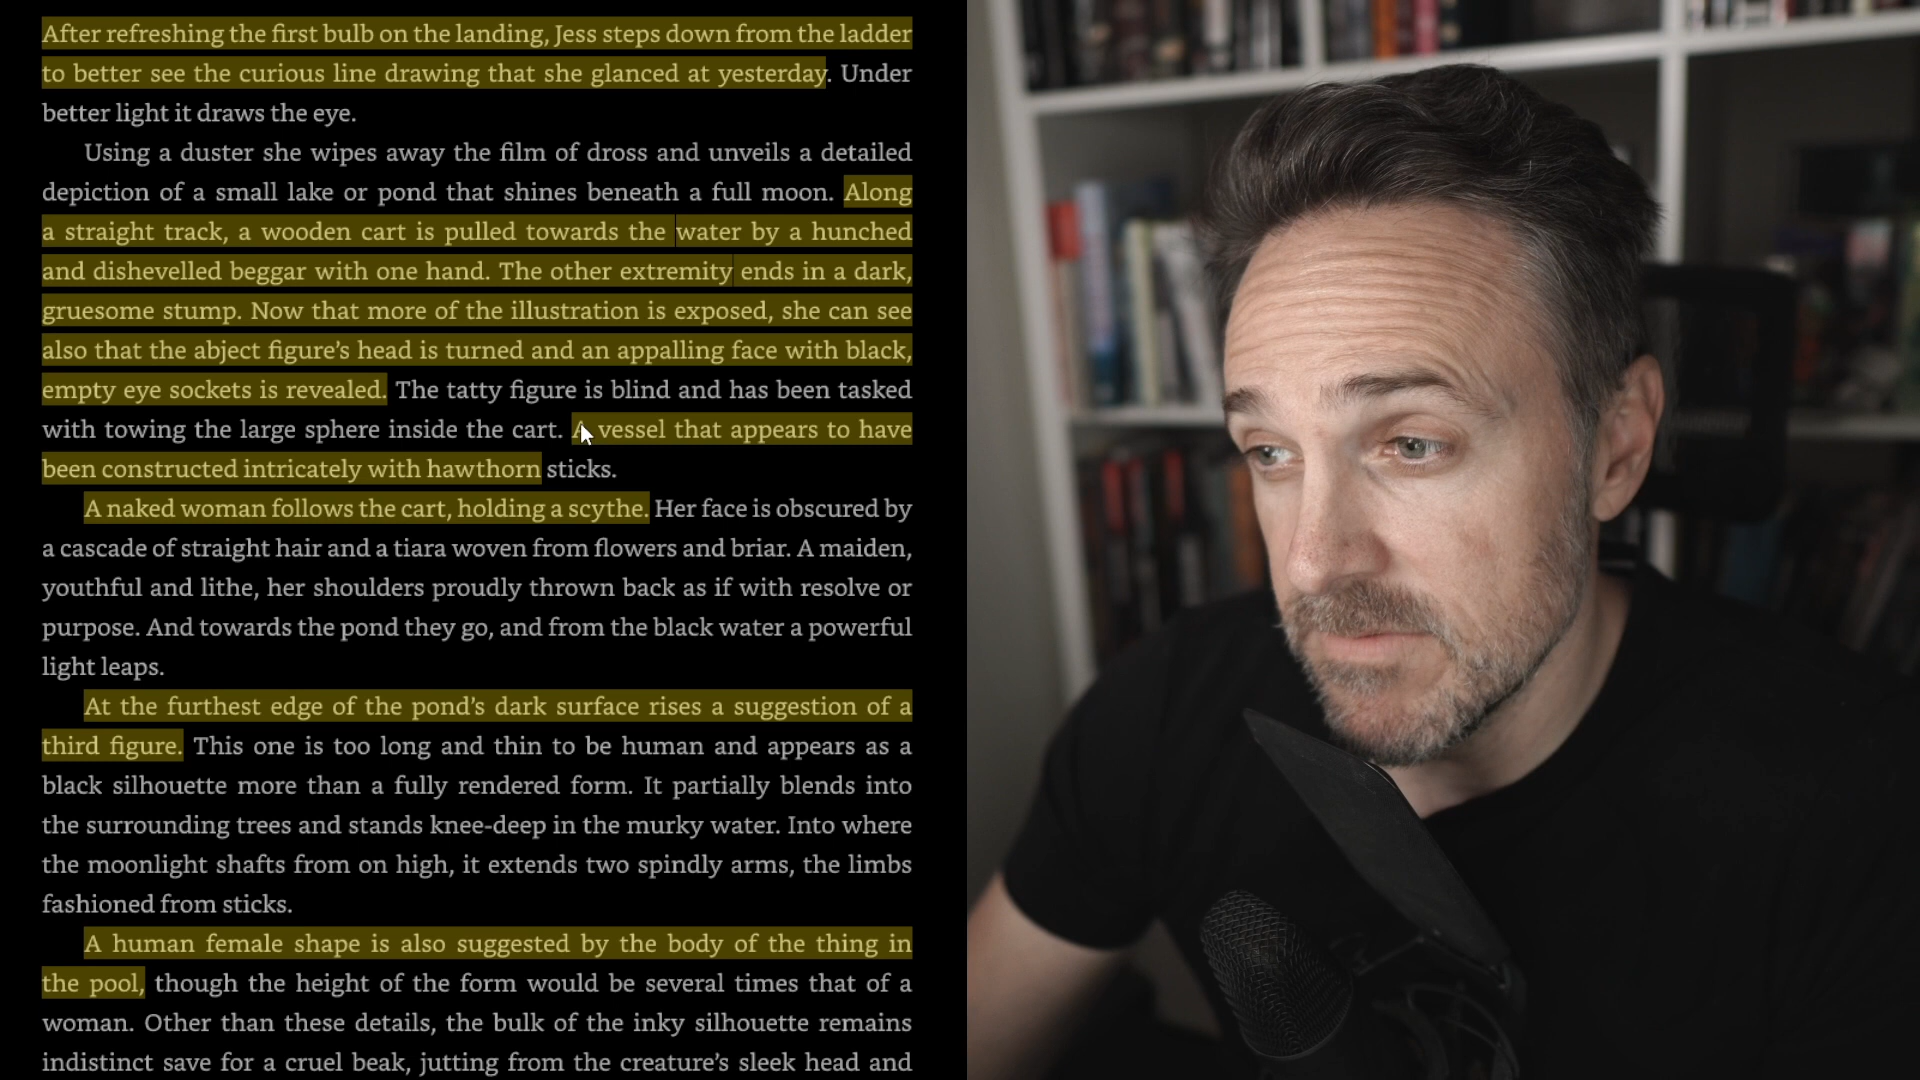 After refreshing the first bulb on the landing, Jess steps down from the ladder
to better see the curious line drawing that she glanced at yesterday. Under
better light it draws the eye.
Using a duster she wipes away the film of dross and unveils a detailed
depiction of a small lake or pond that shines beneath a full moon. Along
a straight track, a wooden cart is pulled towards the water by a hunched
and dishevelled beggar with one hand. The other extremity ends in a dark,
gruesome stump. Now that more of the illustration is exposed, she can see
also that the abject figure's head is turned and an appalling face with black,
empty eye sockets is revealed. The tatty figure is blind and has been tasked
with towing the large sphere inside the cart. A vessel that appears to have
been constructed intricately with hawthorn sticks.
A naked woman follows the cart, holding a scythe. Her face is obscured by
a cascade of straight hair and a tiara woven from flowers and briar. A maiden,
youthful and lithe, her shoulders proudly thrown back as if with resolve or
purpose. And towards the pond they go, and from the black water a powerful
light leaps.
At the furthest edge of the pond's dark surface rises a suggestion of a
third figure. This one is too long and thin to be human and appears as a
black silhouette more than a fully rendered form. It partially blends into
the surrounding trees and stands knee-deep in the murky water. Into where
the moonlight shafts from on high, it extends two spindly arms, the limbs
fashioned from sticks.
A human female shape is also suggested by the body of the thing in
the pool, though the height of the form would be several times that of a
woman. Other than these details, the bulk of the inky silhouette remains
indistinct save for a cruel beak, jutting from the creature's sleek head and